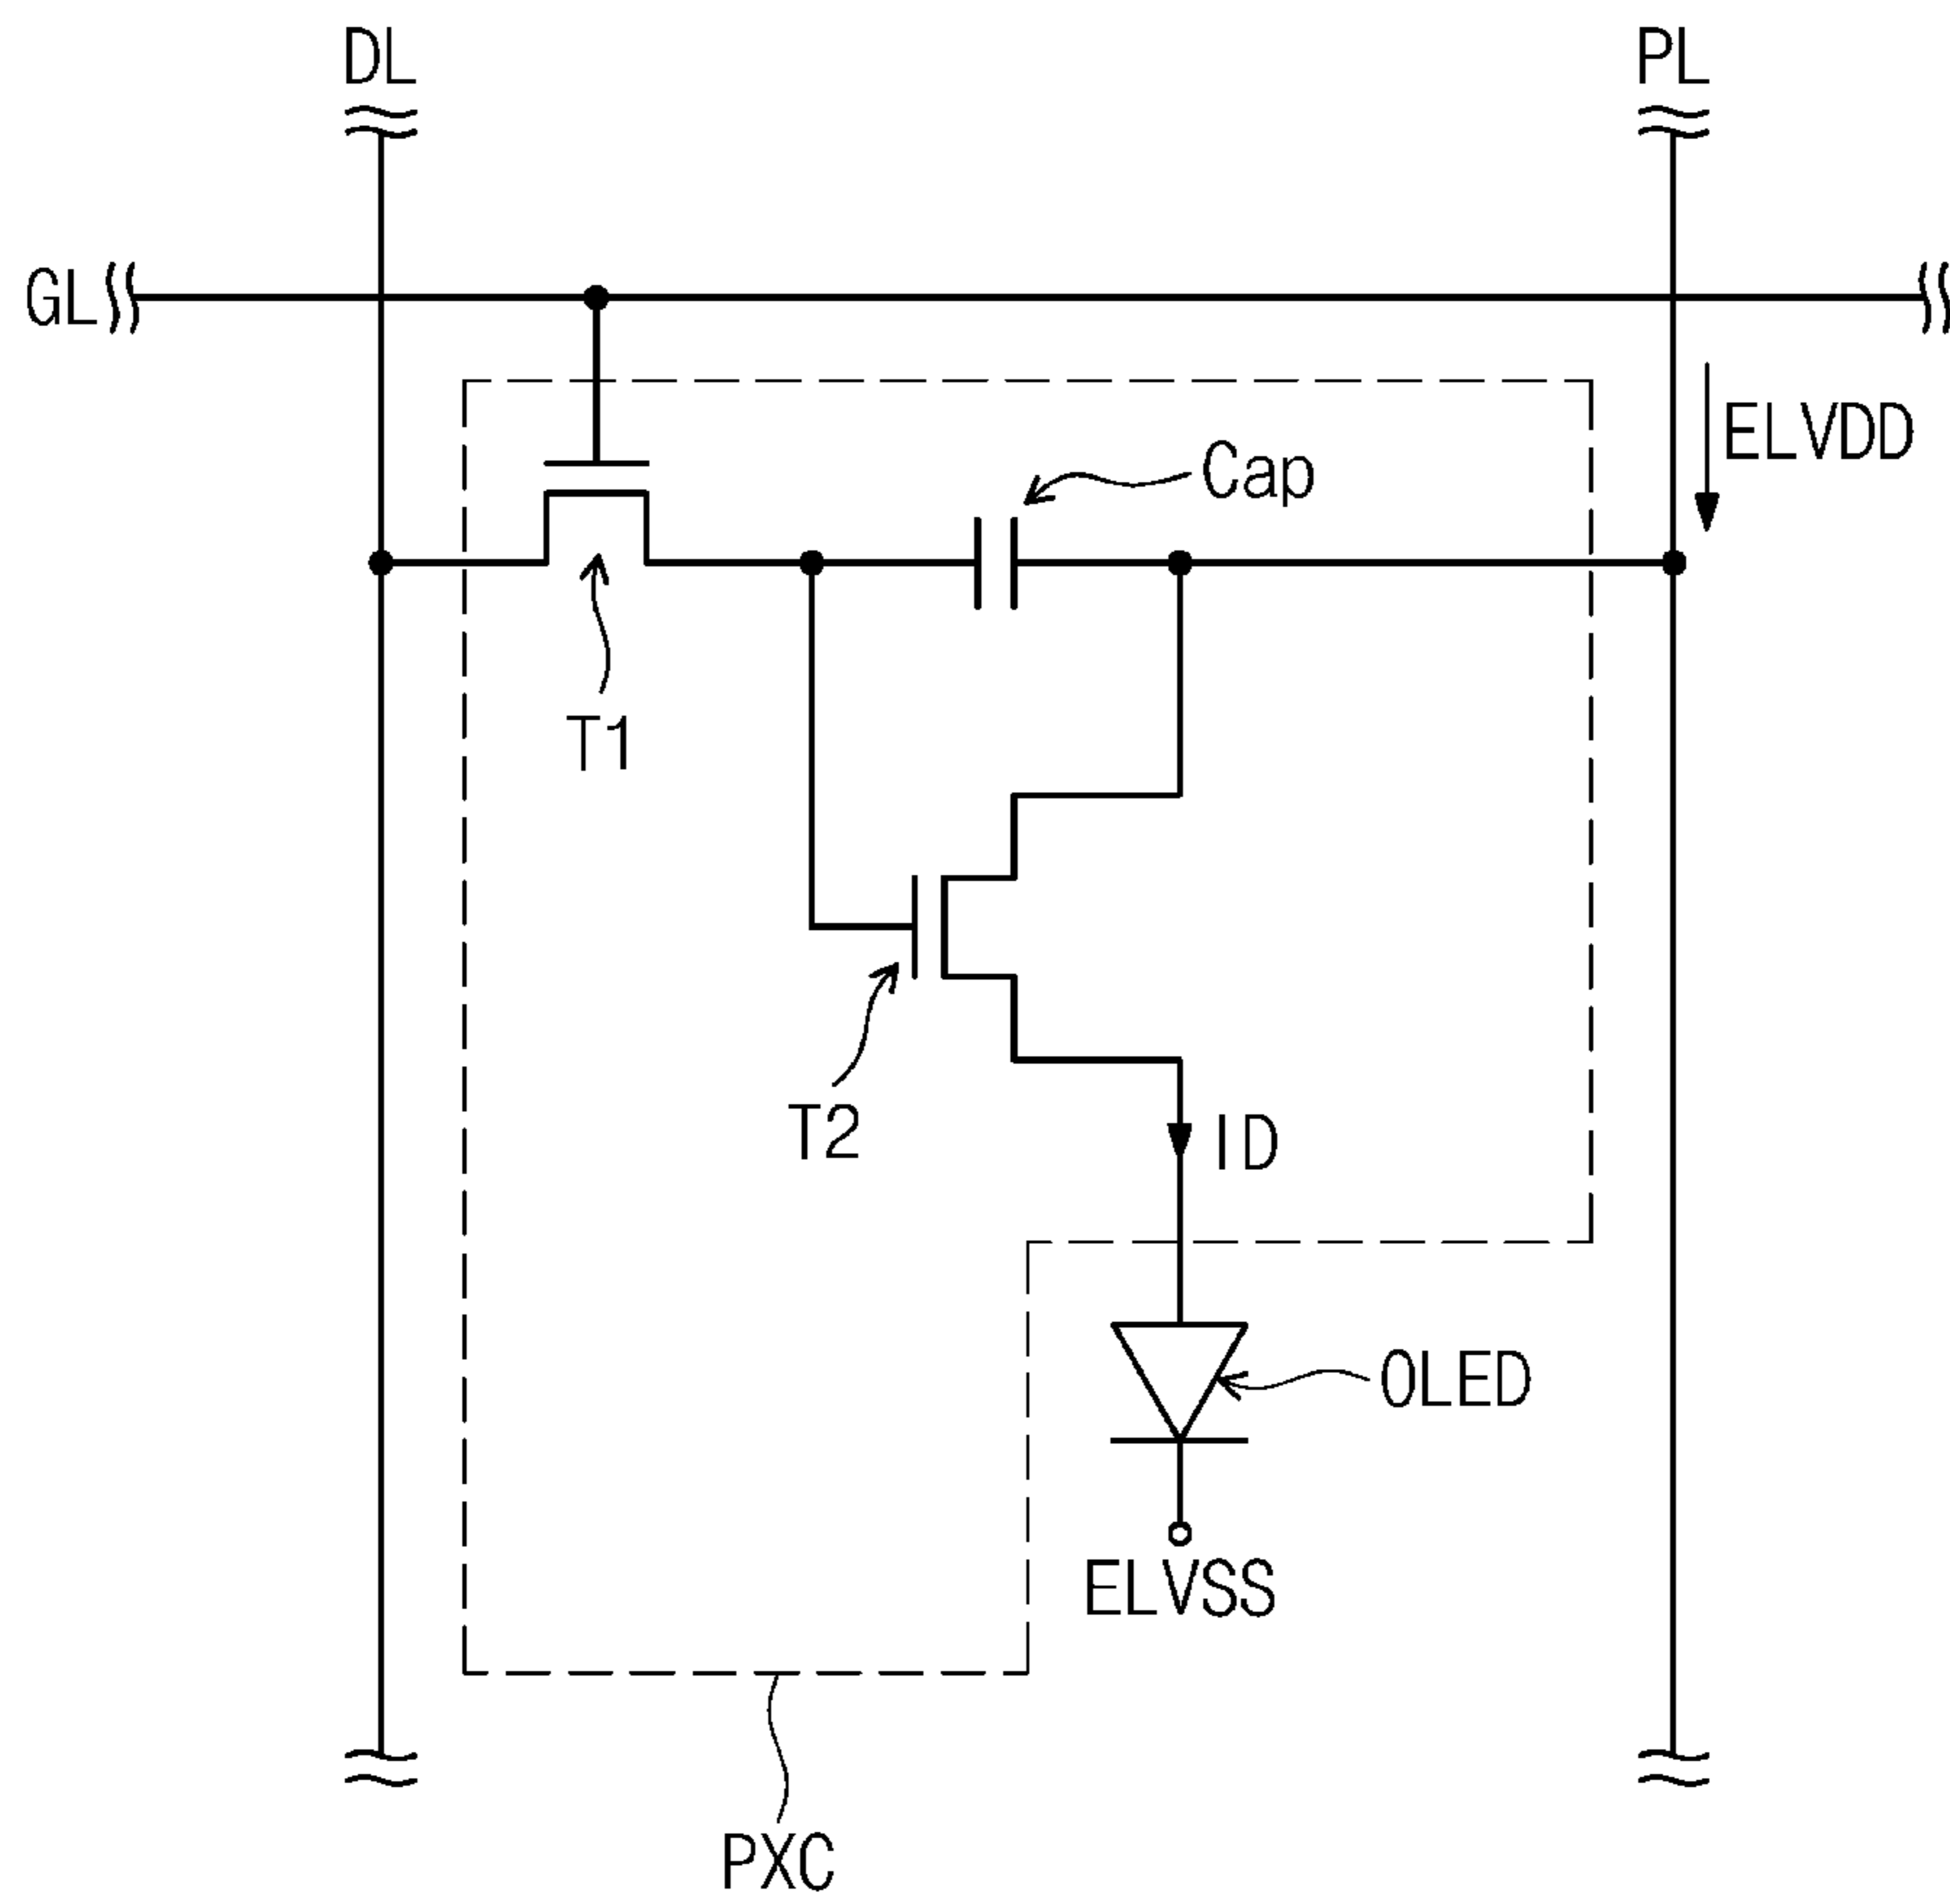 DL
PL
GL
ELVDD
Cap
T1
T2
ID
OLED
ELVSS
PXC